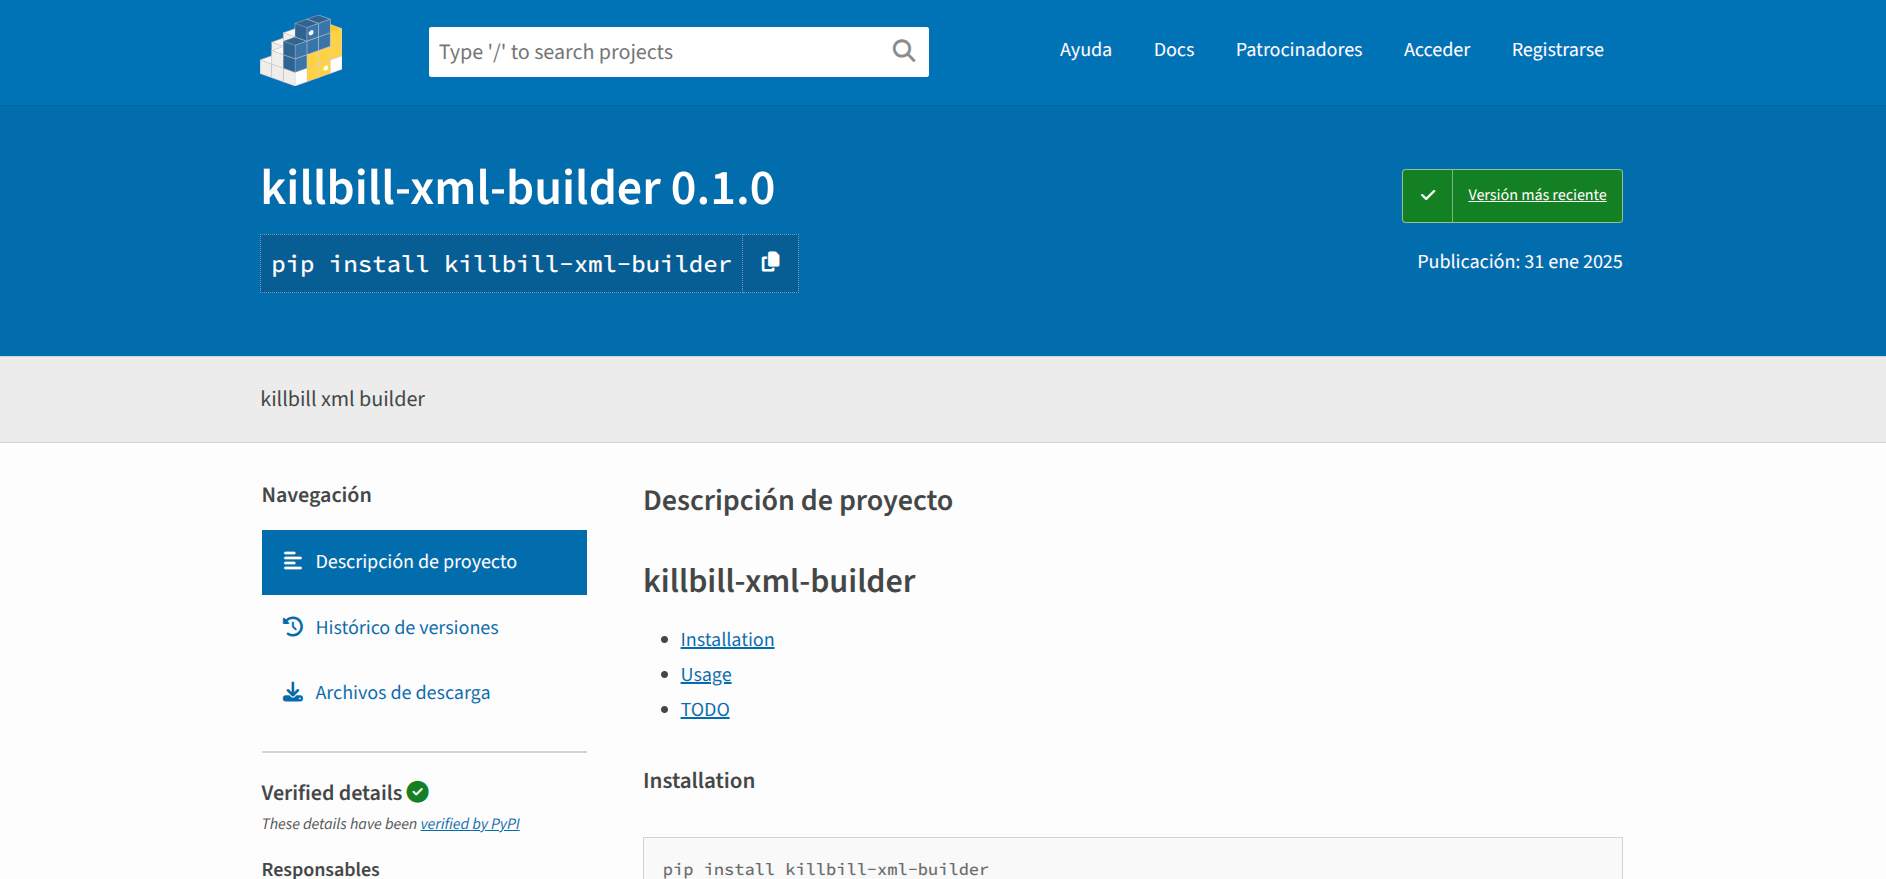 Type '/' to search projects
Ayuda
Docs
Patrocinadores
Acceder
Registrarse
killbill-xml-builder 0.1.0
pip install killbill-xml-builder
Versión más reciente
Publicación: 31 ene 2025
killbill xml builder
Navegación
Descripción de proyecto
Histórico de versiones
Archivos de descarga
Verified details
These details have been verified by PyPI
Responsables
Descripción de proyecto
killbill-xml-builder
Installation
Usage
TODO
Installation
pip install killbill-xml-builder